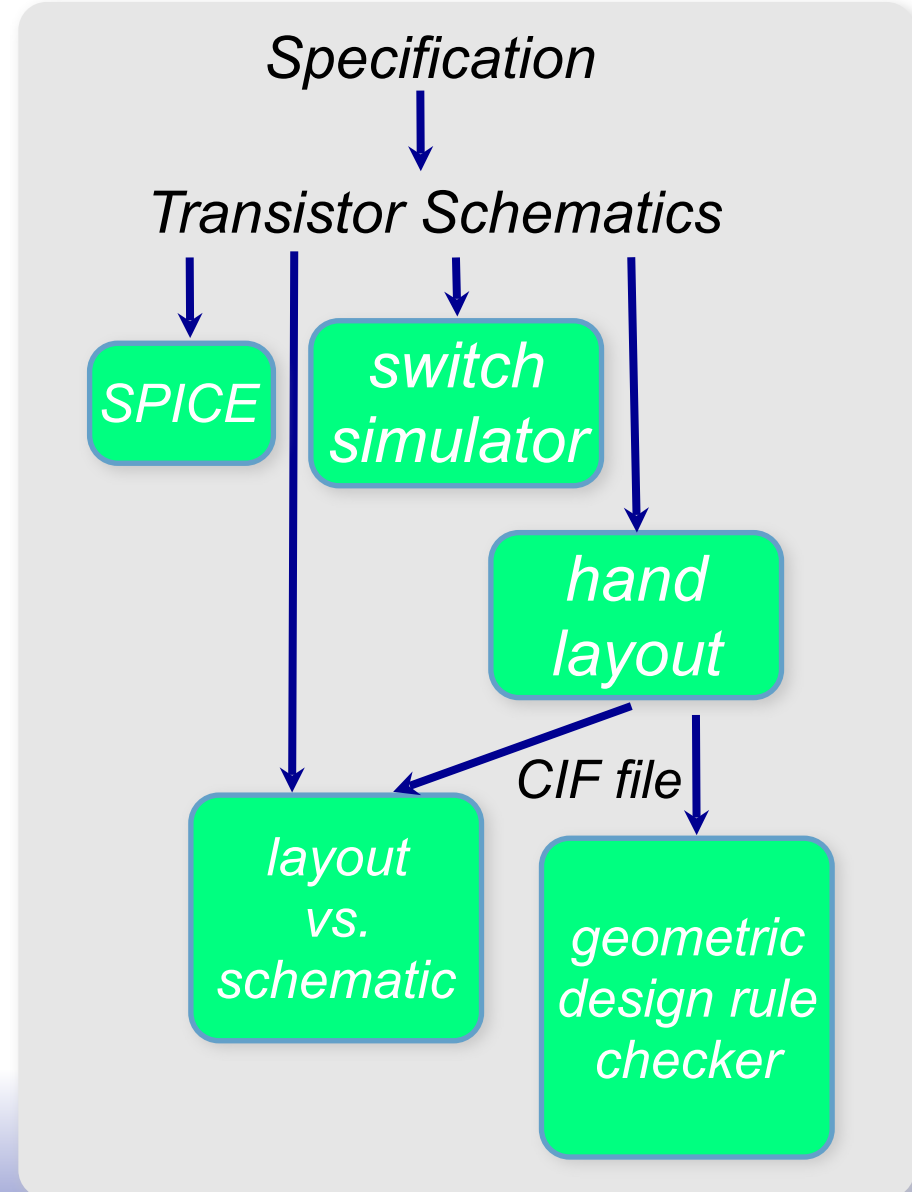 Specification
Transistor Schematics
SPICE
switch
simulator
hand
layout
CIF file
layout
vs.
schematic
geometric
design rule
checker